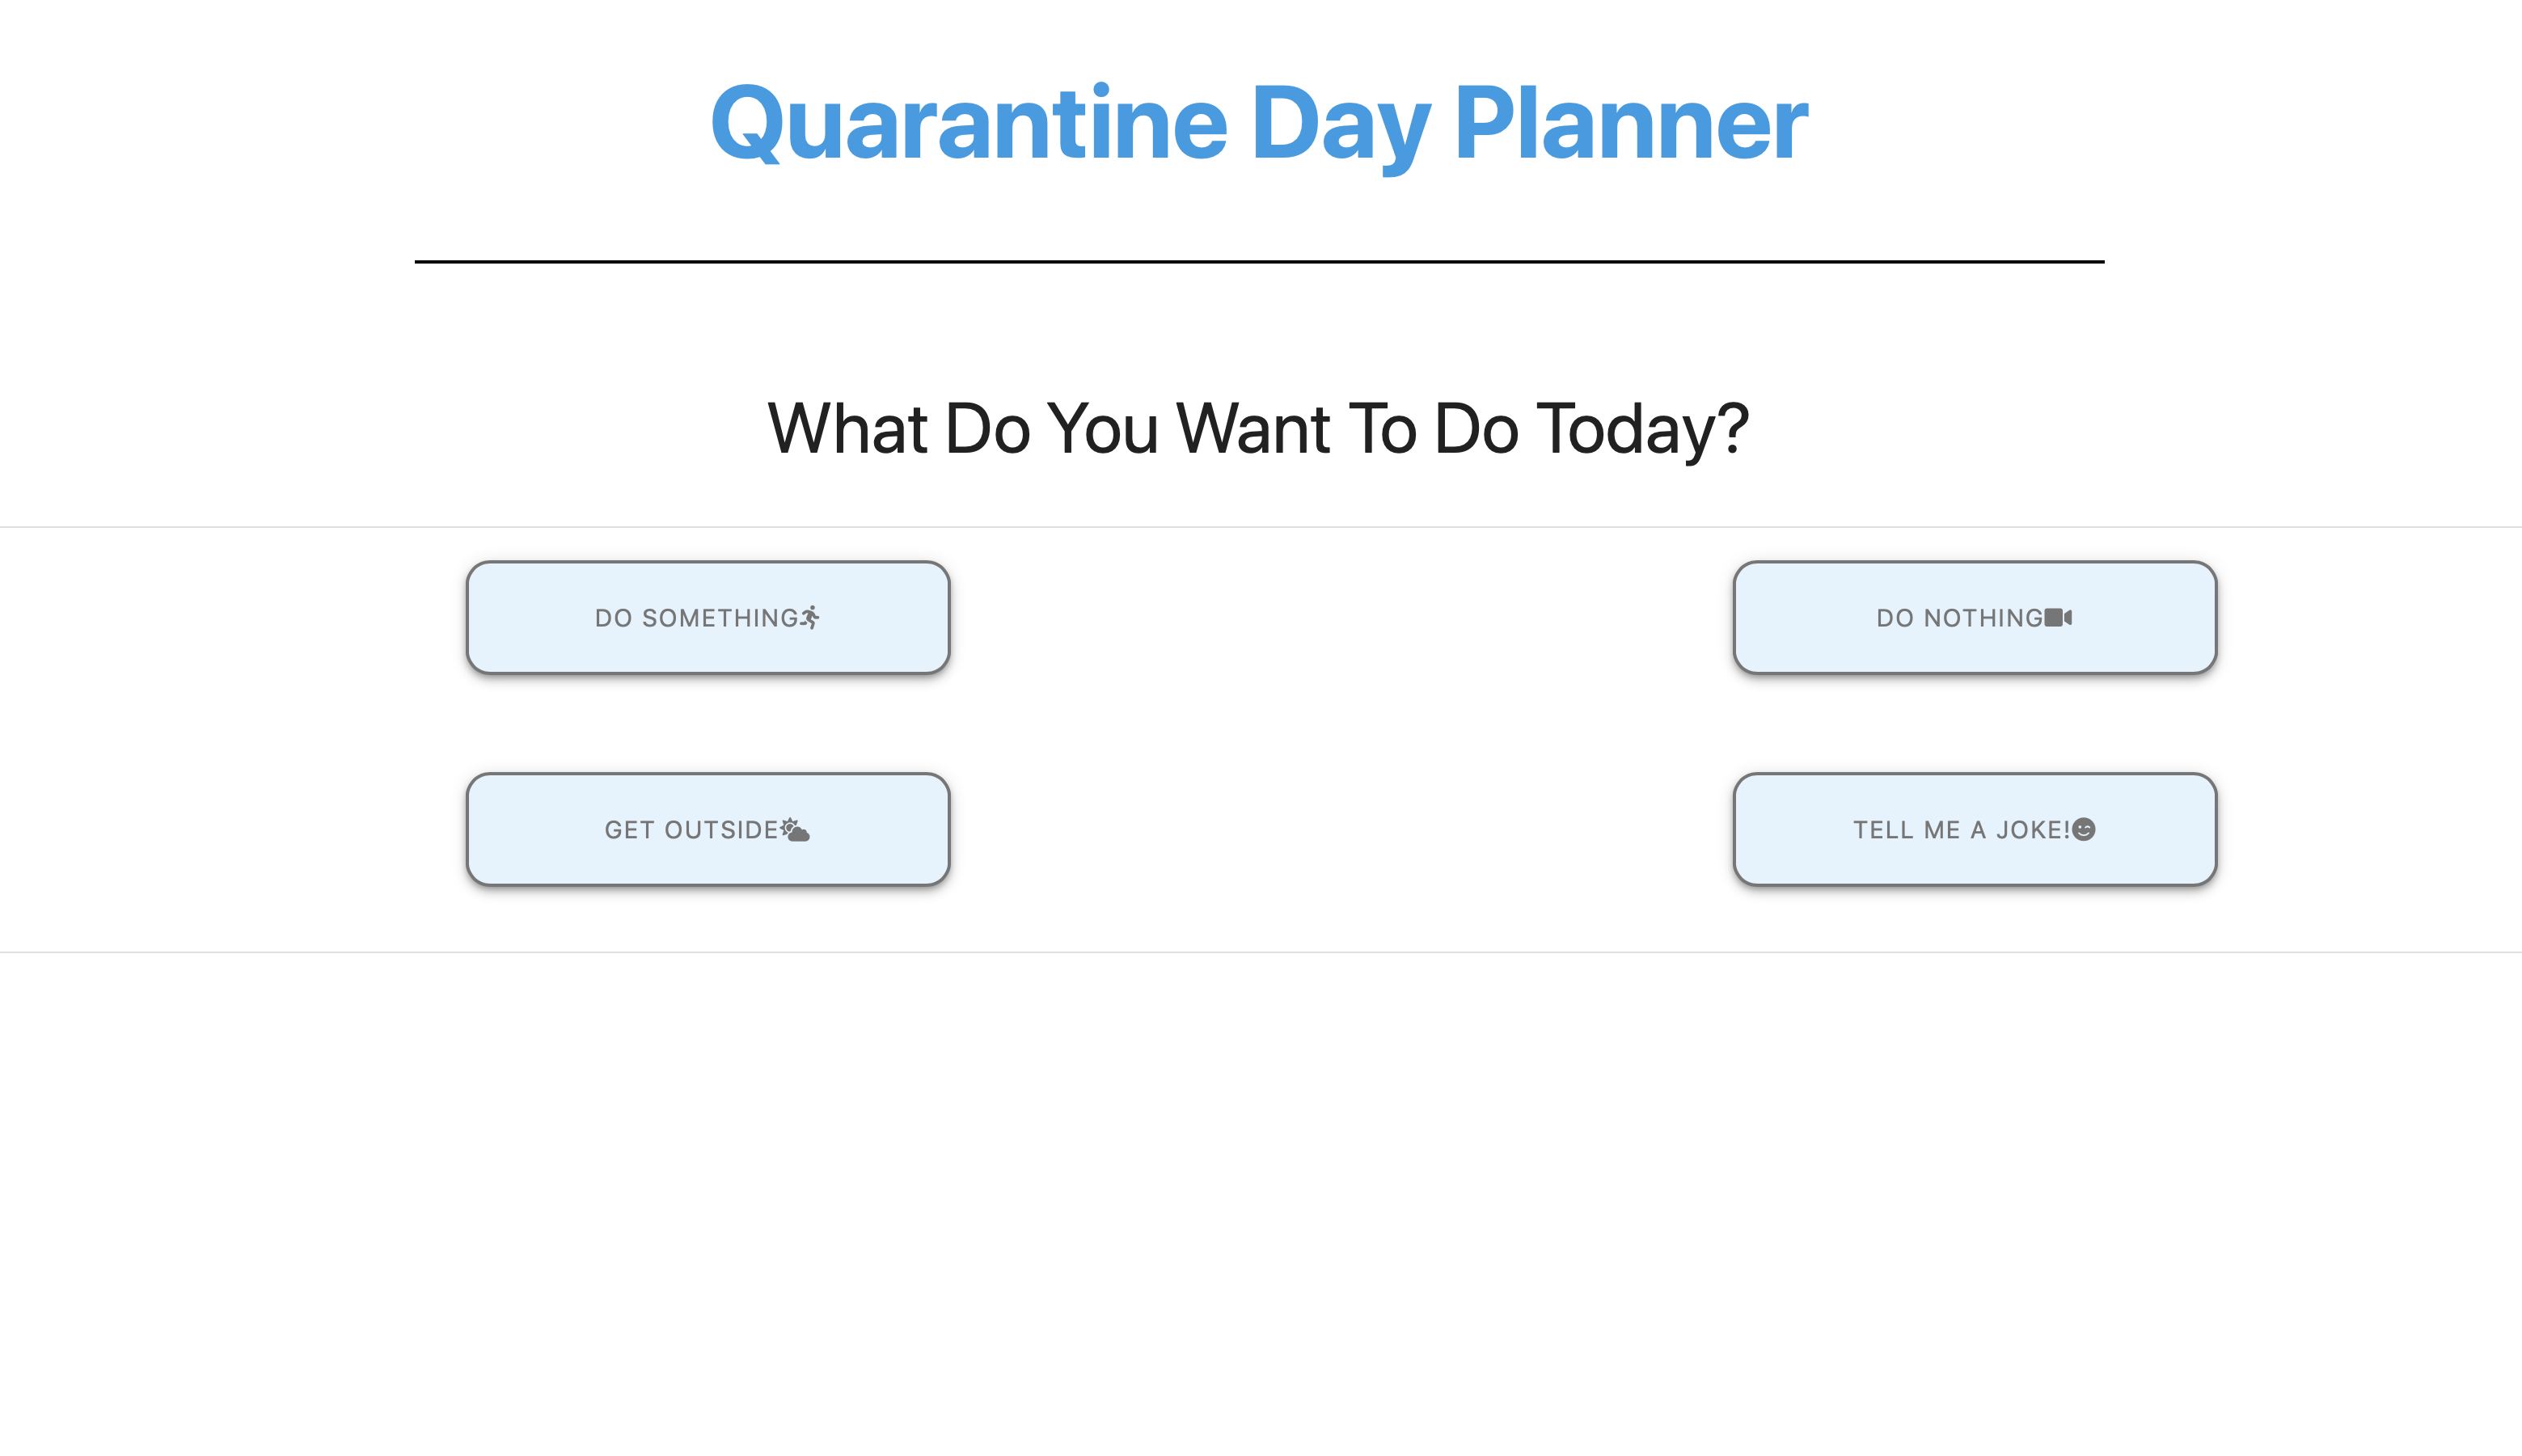 Quarantine Day Planner
What Do You Want To Do Today?
DO SOMETHING
DO NOTHING
GET OUTSIDE
TELL ME A JOKE!